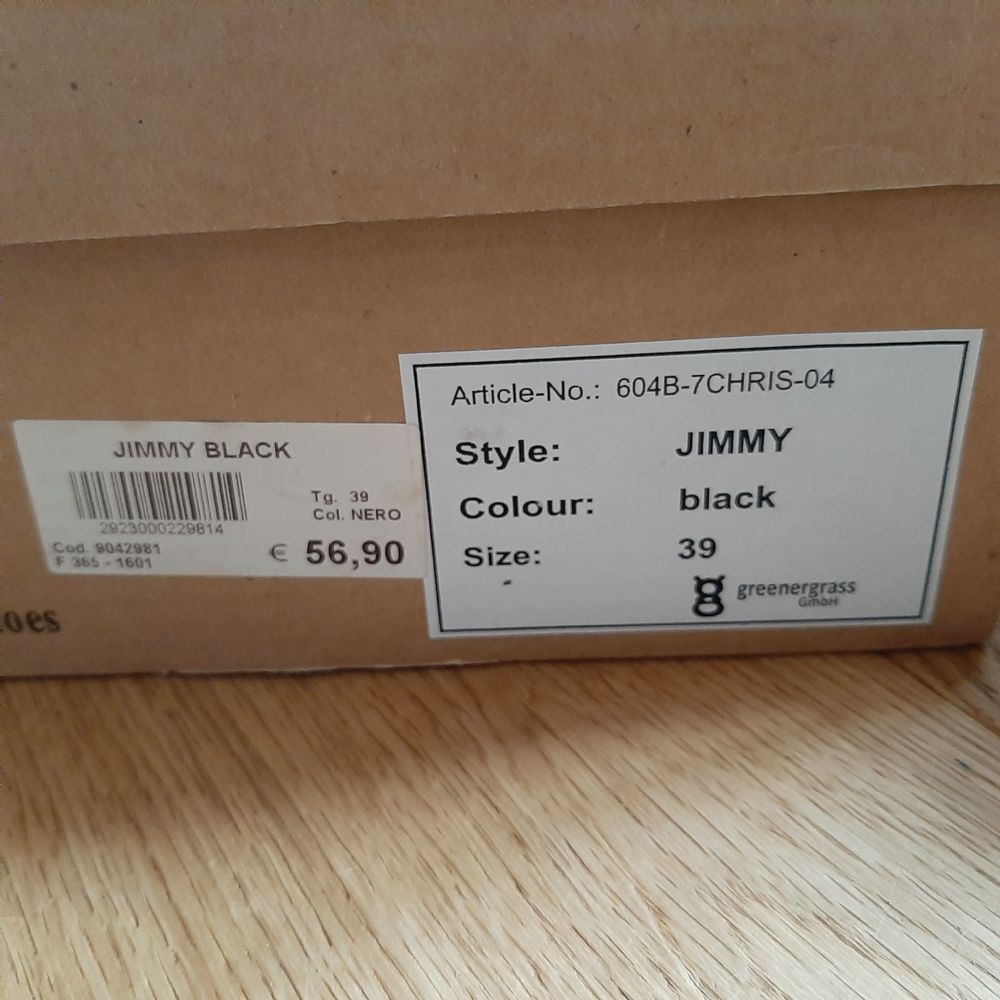 JIMMY BLACK
Tg. 39
Col. NERO
2923000229814
Cod. 9042981
F 365 - 1601
€ 56,90
oes
Article-No.: 604B-7CHRIS-04
Style: JIMMY
Colour: black
Size: 39
greenergrass
GmbH